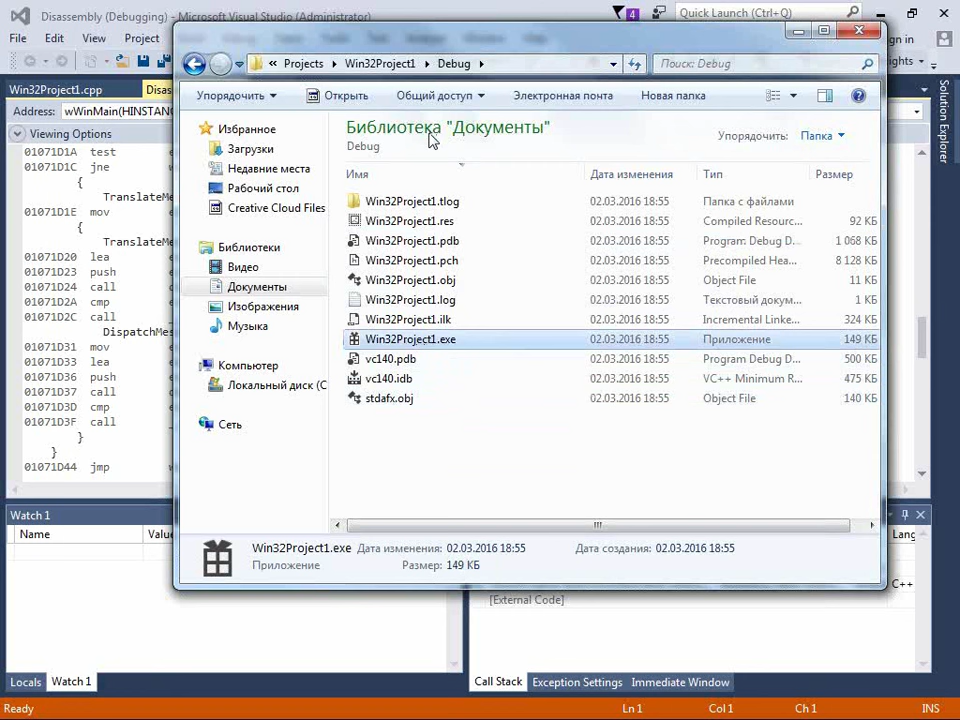 Disassembly (Debugging) - Microsoft Visual Studio (Administrator)
4
Quick Launch (Ctrl+Q)
File Edit View Project
Win32Project1.cpp
Address: wWinMain(HINSTANC
Viewing Options
01071D1A test
01071D1C jne
{
TranslateMe
01071D1E mov
{
TranslateMe
01071D20 lea
01071D23 push
01071D24 call
01071D2A cmp
01071D2C call
DispatchMes
01071D33 lea
01071D36 push
01071D37 call
01071D3D cmp
01071D3F call
}
}
01071D44 jmp
« Projects Win32Project1 Debug
Поиск: Debug
Упорядочить Открыть Общий доступ Электронная почта Новая папка
Избранное
Загрузки
Недавние места
Рабочий стол
Creative Cloud Files
Библиотеки
Видео
Документы
Изображения
Музыка
Компьютер
Локальный диск (C
Сеть
Библиотека "Документы"
Debug
Упорядочить: Папка
Имя Дата изменения Тип Размер
Win32Project1.tlog 02.03.2016 18:55 Папка с файлами
Win32Project1.res 02.03.2016 18:55 Compiled Resourc... 92 КБ
Win32Project1.pdb 02.03.2016 18:55 Program Debug D... 1 068 КБ
Win32Project1.pch 02.03.2016 18:55 Precompiled Hea... 8 128 КБ
Win32Project1.obj 02.03.2016 18:55 Object File 11 КБ
Win32Project1.log 02.03.2016 18:55 Текстовый докум... 1 КБ
Win32Project1.ilk 02.03.2016 18:55 Incremental Linke... 324 КБ
Win32Project1.exe 02.03.2016 18:55 Приложение 149 КБ
vc140.pdb 02.03.2016 18:55 Program Debug D... 500 КБ
vc140.idb 02.03.2016 18:55 VC++ Minimum R... 475 КБ
stdafx.obj 02.03.2016 18:55 Object File 140 КБ
Win32Project1.exe Дата изменения: 02.03.2016 18:55 Дата создания: 02.03.2016 18:55
Приложение Размер: 149 КБ
Solution Explorer
Watch 1
Name Value
Lang
C++
[External Code]
Locals Watch 1
Call Stack Exception Settings Immediate Window
Ready Ln 1 Col 1 Ch 1 INS